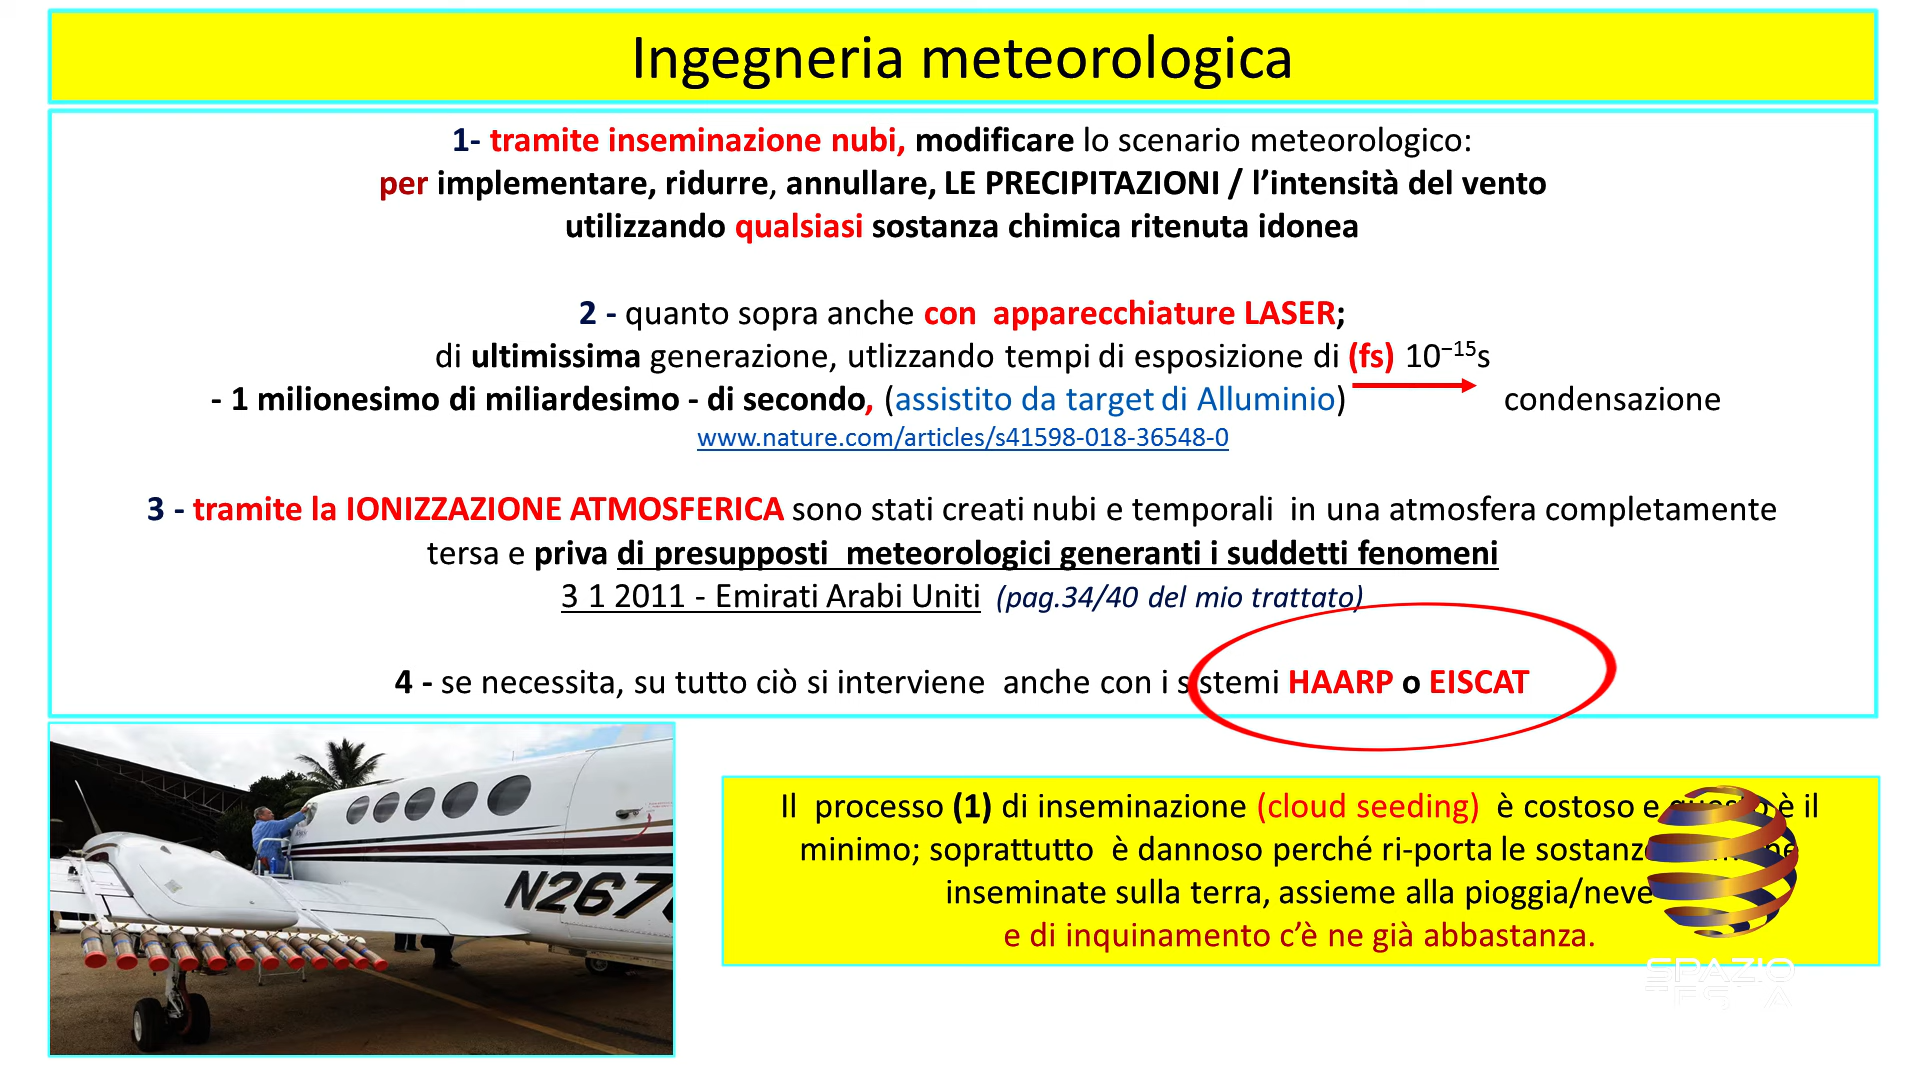 Ingegneria meteorologica
1- tramite inseminazione nubi, modificare lo scenario meteorologico:
per implementare, ridurre, annullare, LE PRECIPITAZIONI / l'intensità del vento
utilizzando qualsiasi sostanza chimica ritenuta idonea
2 - quanto sopra anche con apparecchiature LASER;
di ultimissima generazione, utlizzando tempi di esposizione di (fs) 10⁻¹⁵s
- 1 milionesimo di miliardesimo - di secondo, (assistito da target di Alluminio) condensazione
www.nature.com/articles/s41598-018-36548-0
3 - tramite la IONIZZAZIONE ATMOSFERICA sono stati creati nubi e temporali in una atmosfera completamente
tersa e priva di presupposti meteorologici generanti i suddetti fenomeni
3 1 2011 - Emirati Arabi Uniti (pag.34/40 del mio trattato)
4 - se necessita, su tutto ciò si interviene anche con i sistemi HAARP o EISCAT
N267
Il processo (1) di inseminazione (cloud seeding) è costoso e questo è il
minimo; soprattutto è dannoso perché ri-porta le sostanze
inseminate sulla terra, assieme alla pioggia/neve
e di inquinamento c'è ne già abbastanza.
SPAZIO